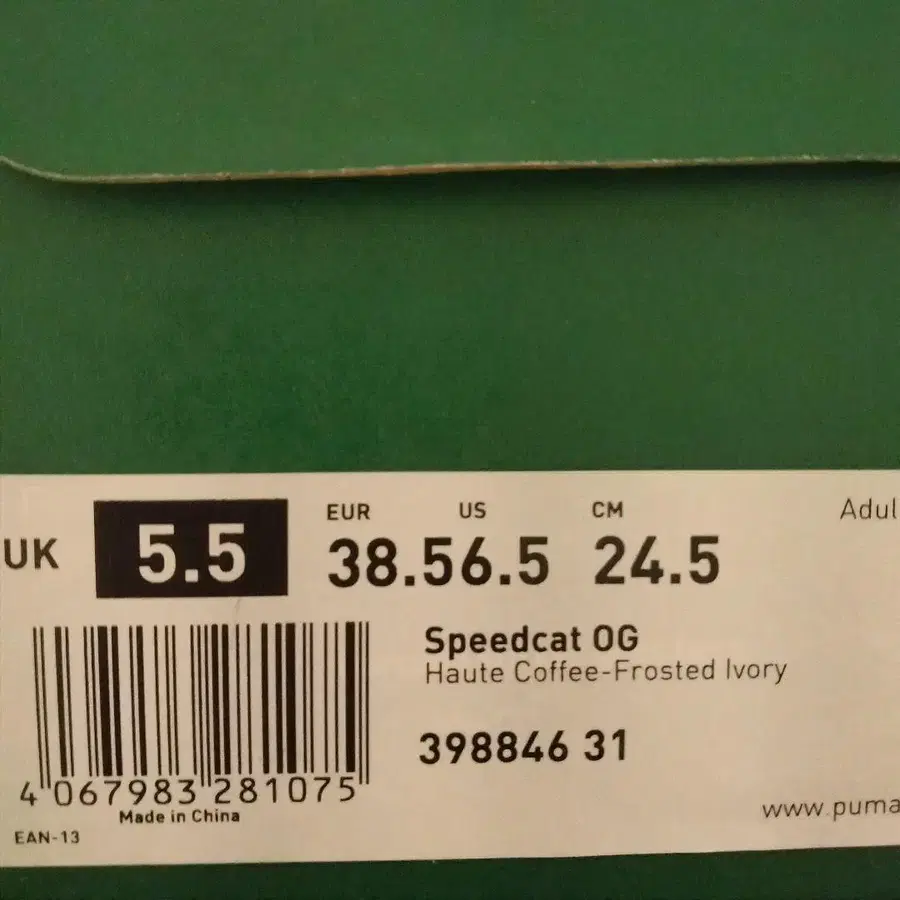 UK 5.5
EUR US CM
38.5 6.5 24.5
Adul
Speedcat OG
Haute Coffee-Frosted Ivory
398846 31
4 067983 281075
Made in China
EAN-13
www.puma